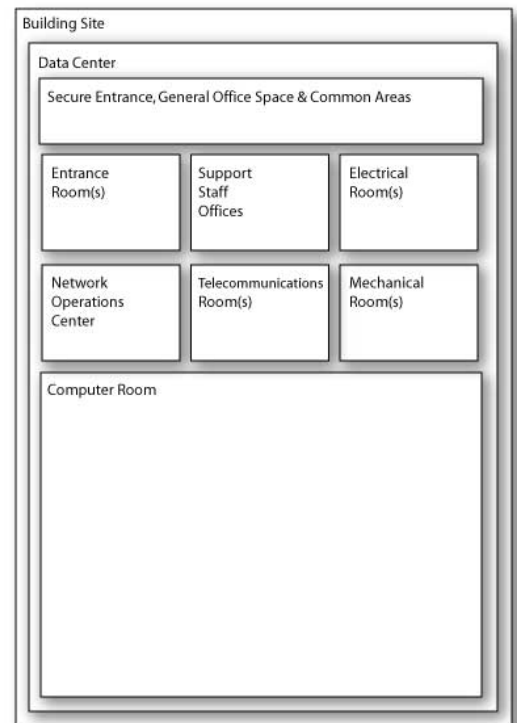 Building Site
Data Center
Secure Entrance, General Office Space & Common Areas
Entrance
Room(s)
Support
Staff
Offices
Electrical
Room(s)
Network
Operations
Center
Telecommunications
Room(s)
Mechanical
Room(s)
Computer Room